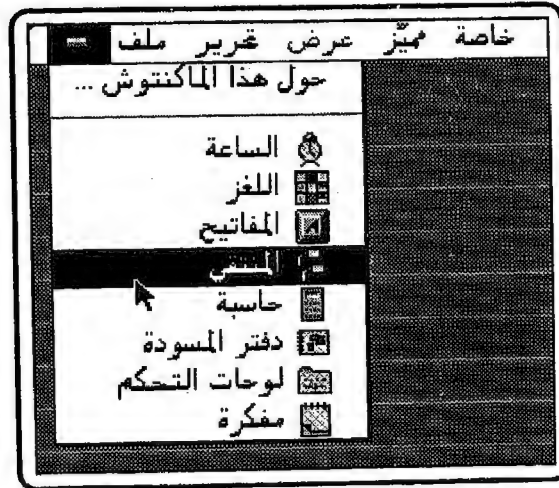 خاصة مميّز عرض تحرير ملف
حول هذا الماكنتوش ...
الساعة
اللغز
المفاتيح
حاسبة
دفتر المسودة
لوحات التحكم
مفكرة